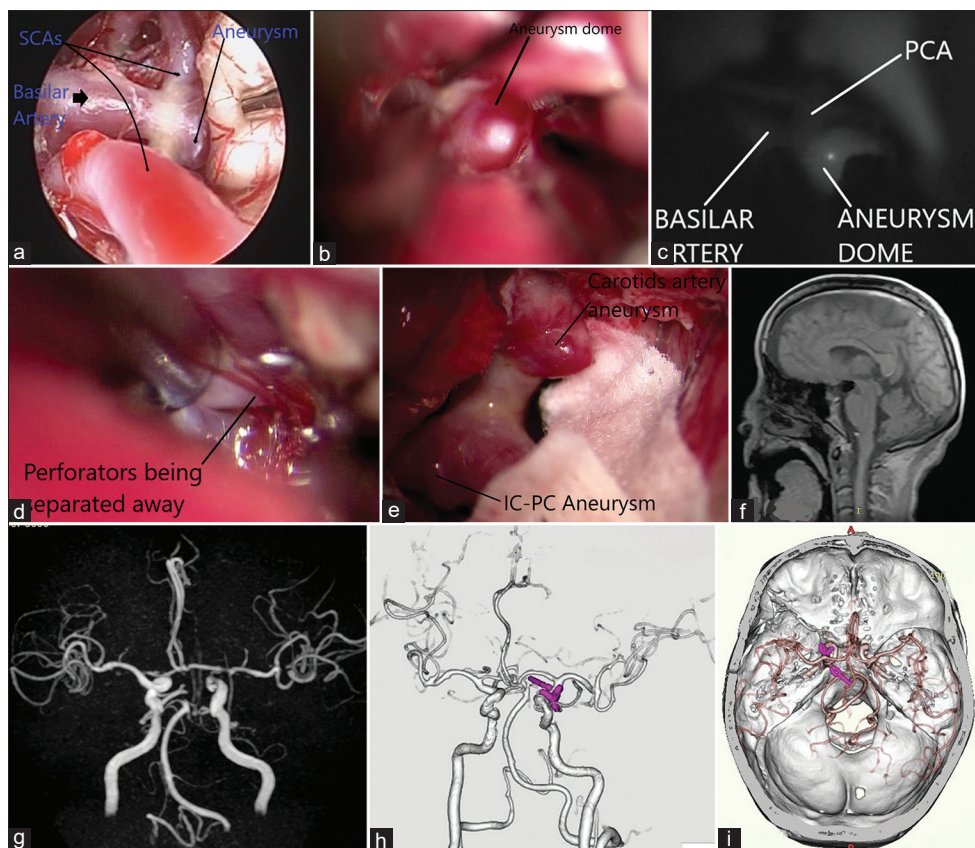 SCAs
Aneurysm
Basilar
Artery
a
Aneurysm dome
b
PCA
BASILAR
RTERY
ANEURYSM
DOME
c
Perforators being
separated away
d
Carotids artery
aneurysm
IC-PC Aneurysm
e
f
g
h
A
i